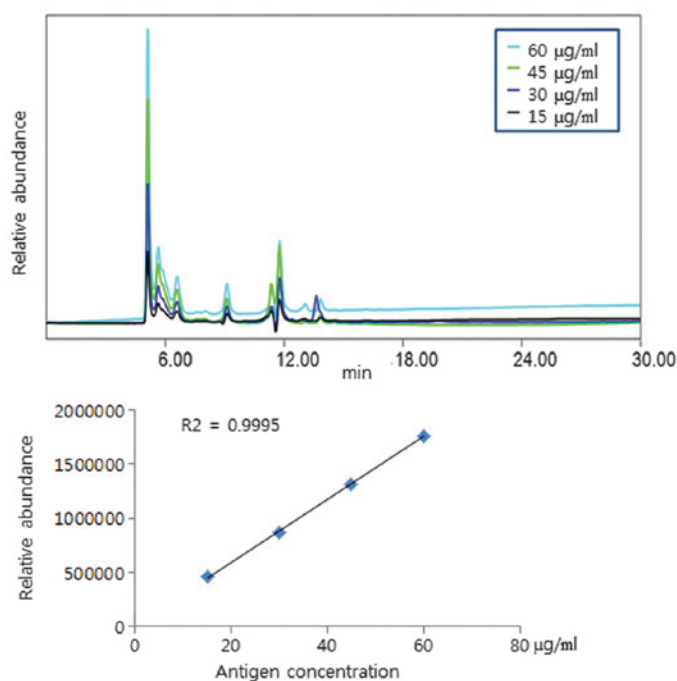 Relative abundance
60 μg/ml
45 μg/ml
30 μg/ml
15 μg/ml
6.00 12.00 18.00 24.00 30.00
min
Relative abundance
R2 = 0.9995
2000000
1500000
1000000
500000
0
0 20 40 60 80 μg/ml
Antigen concentration